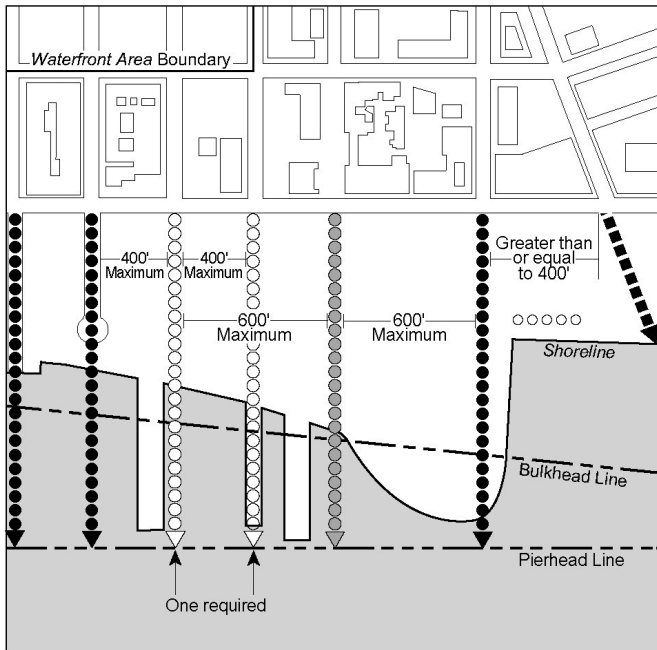 Waterfront Area Boundary
400'
Maximum
400'
Maximum
Greater than
or equal
to 400'
600'
Maximum
600'
Maximum
Shoreline
Bulkhead Line
Pierhead Line
One required